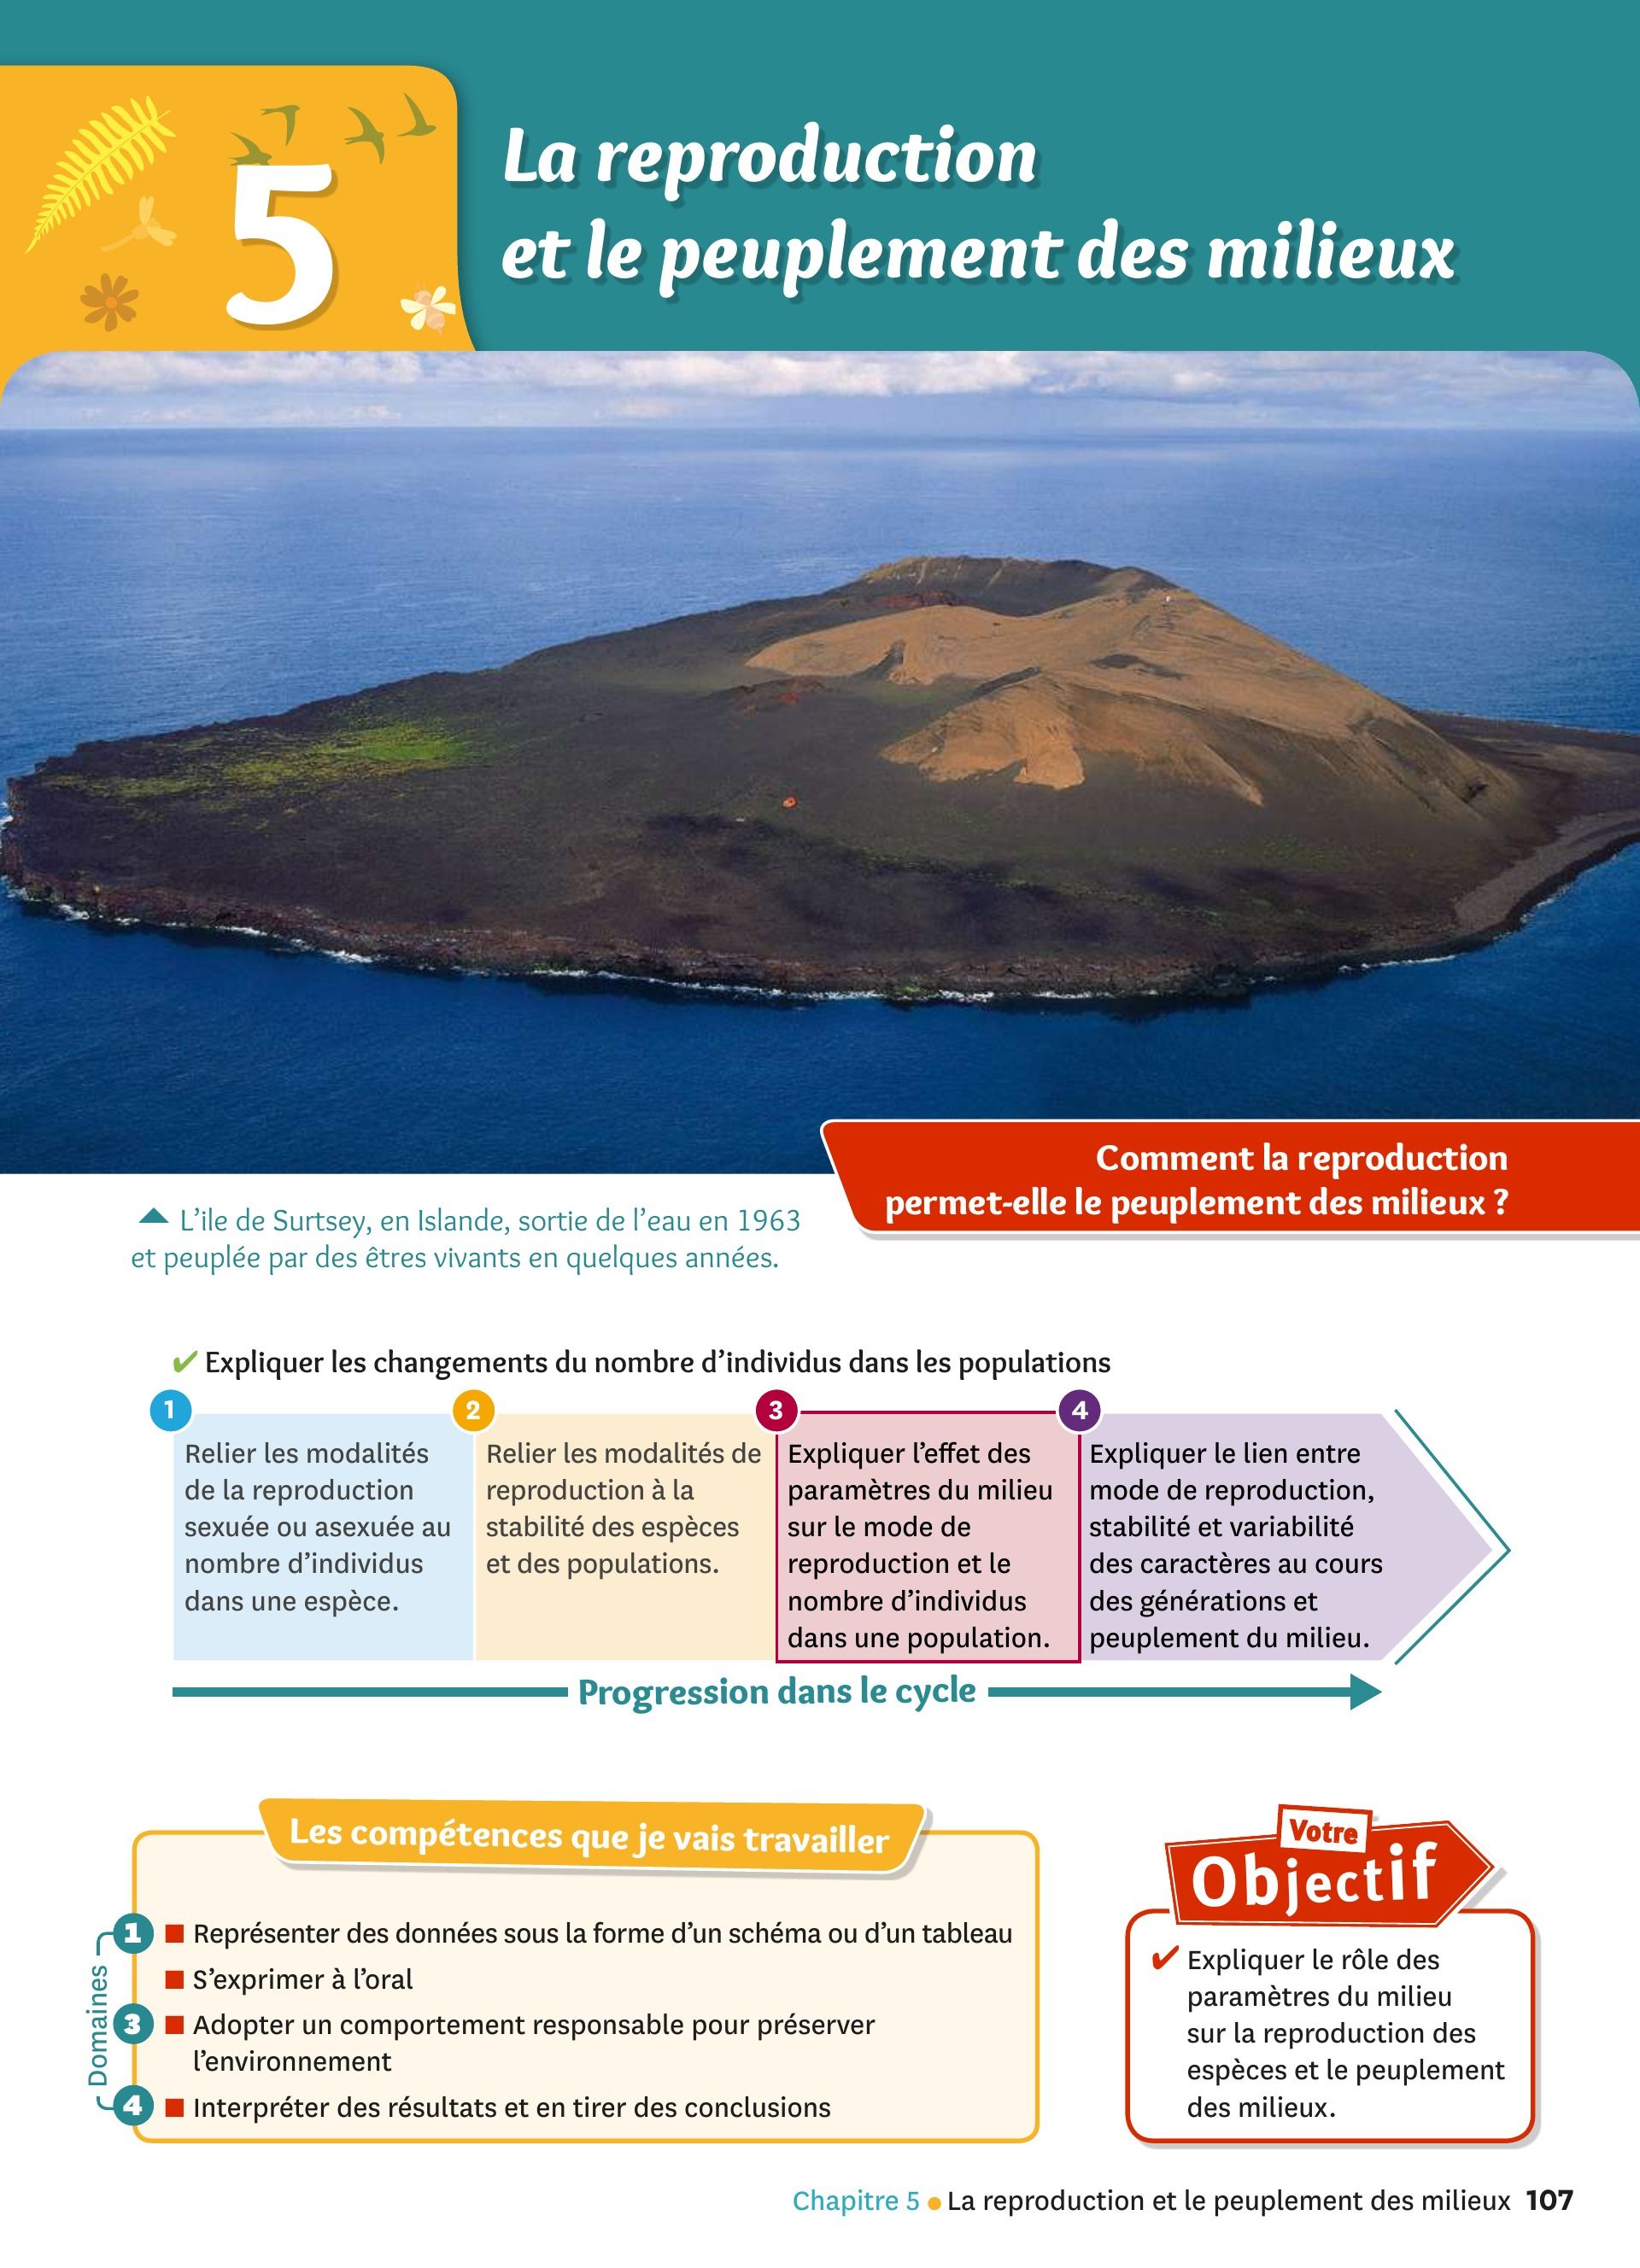 5
La reproduction
et le peuplement des milieux
Comment la reproduction
permet-elle le peuplement des milieux ?
L’ile de Surtsey, en Islande, sortie de l’eau en 1963
et peuplée par des êtres vivants en quelques années.
✔ Expliquer les changements du nombre d’individus dans les populations
1
Relier les modalités
de la reproduction
sexuée ou asexuée au
nombre d’individus
dans une espèce.
2
Relier les modalités de
reproduction à la
stabilité des espèces
et des populations.
3
Expliquer l’effet des
paramètres du milieu
sur le mode de
reproduction et le
nombre d’individus
dans une population.
4
Expliquer le lien entre
mode de reproduction,
stabilité et variabilité
des caractères au cours
des générations et
peuplement du milieu.
Progression dans le cycle
Les compétences que je vais travailler
Domaines
1 ■ Représenter des données sous la forme d’un schéma ou d’un tableau
■ S’exprimer à l’oral
3 ■ Adopter un comportement responsable pour préserver
l’environnement
4 ■ Interpréter des résultats et en tirer des conclusions
Votre
Objectif
✔ Expliquer le rôle des
paramètres du milieu
sur la reproduction des
espèces et le peuplement
des milieux.
Chapitre 5 ● La reproduction et le peuplement des milieux 107